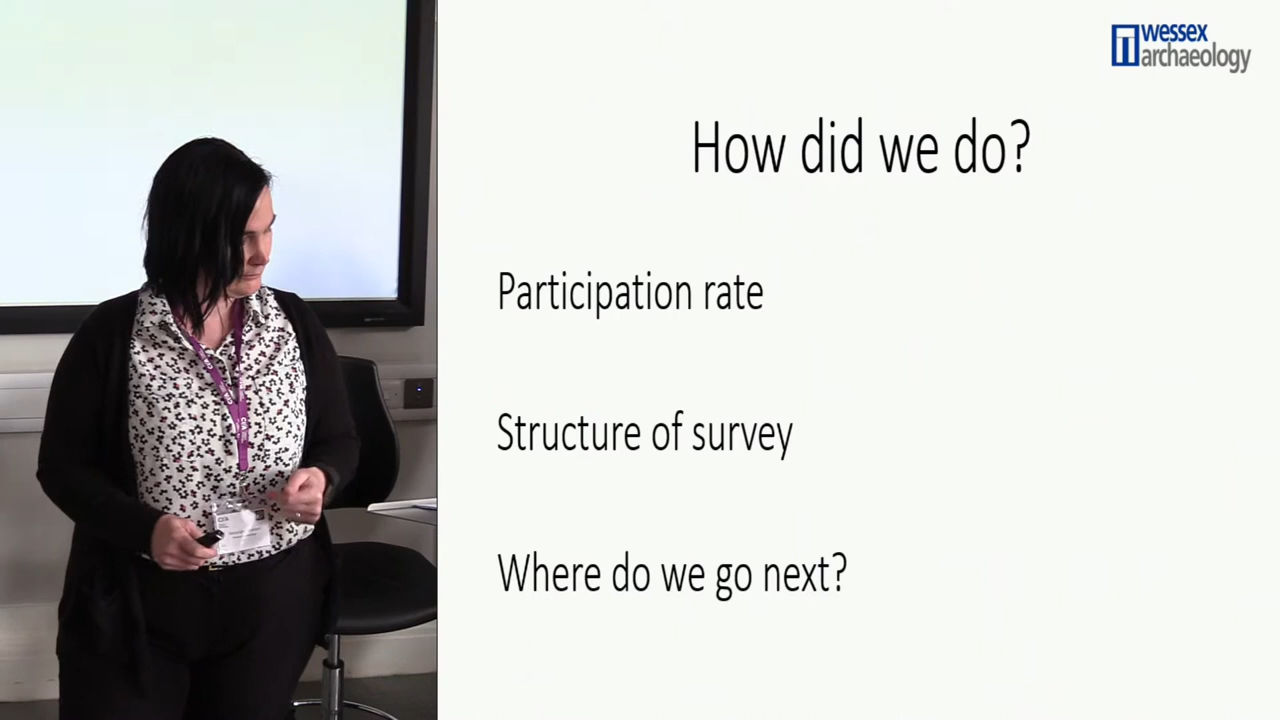 wessex
archaeology
How did we do?
Participation rate
Structure of survey
Where do we go next?